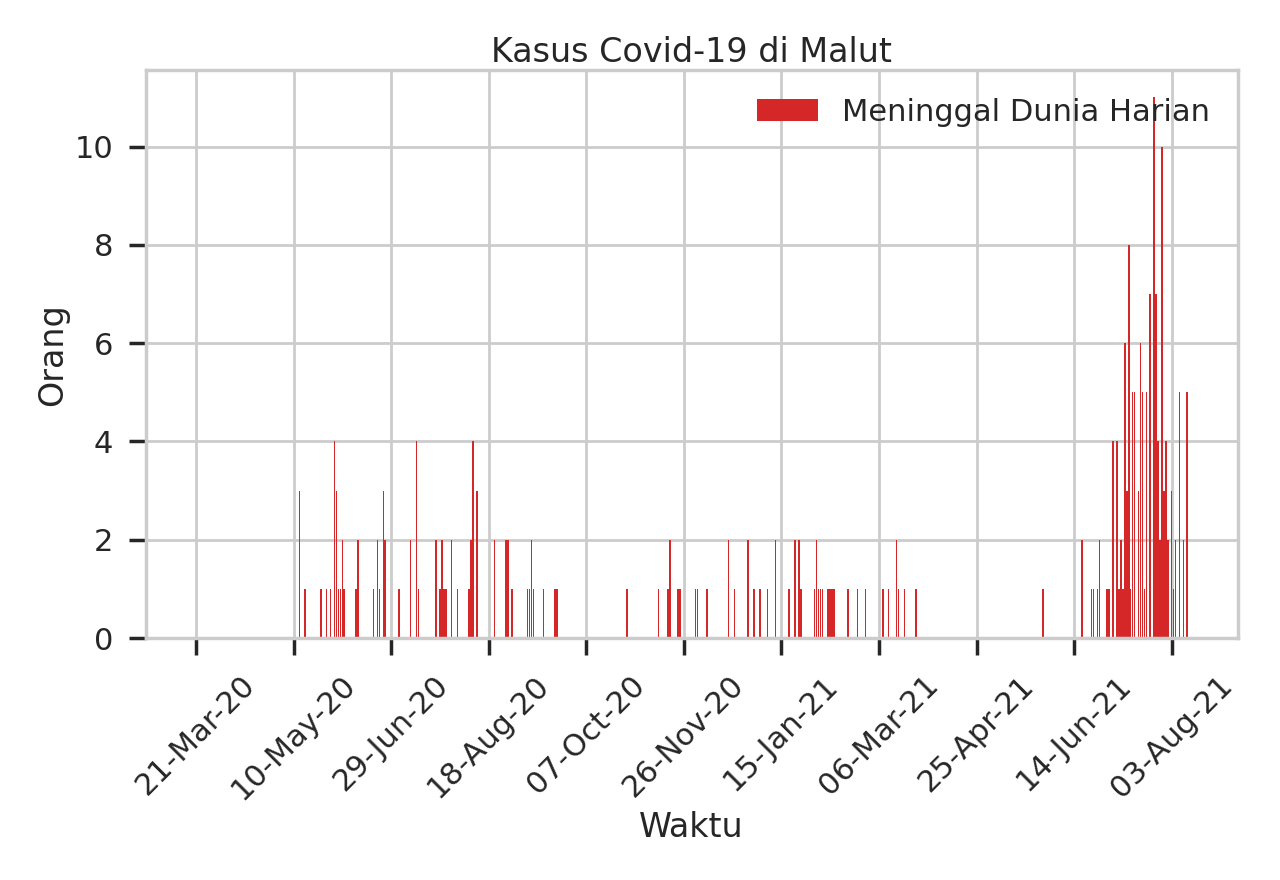 Kasus Covid-19 di Malut
Meninggal Dunia Harian
Orang
10
8
6
4
2
0
21-Mar-20
10-May-20
29-Jun-20
18-Aug-20
07-Oct-20
26-Nov-20
15-Jan-21
06-Mar-21
25-Apr-21
14-Jun-21
03-Aug-21
Waktu